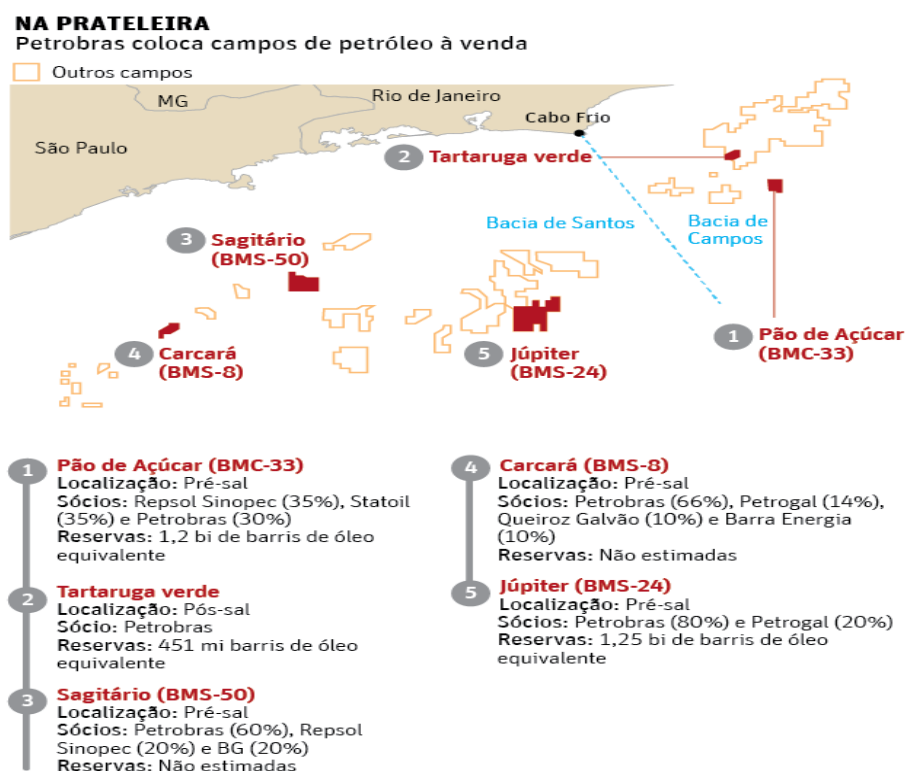 NA PRATELEIRA
Petrobras coloca campos de petróleo à venda
Outros campos
MG
Rio de Janeiro
Cabo Frio
São Paulo
2 Tartaruga verde
Bacia de Santos
Bacia de
Campos
3 Sagitário
(BMS-50)
1 Pão de Açúcar
(BMC-33)
4 Carcará
(BMS-8)
5 Júpiter
(BMS-24)
1 Pão de Açúcar (BMC-33)
Localização: Pré-sal
Sócios: Repsol Sinopec (35%), Statoil
(35%) e Petrobras (30%)
Reservas: 1,2 bi de barris de óleo
equivalente
2 Tartaruga verde
Localização: Pós-sal
Sócio: Petrobras
Reservas: 451 mi barris de óleo
equivalente
3 Sagitário (BMS-50)
Localização: Pré-sal
Sócios: Petrobras (60%), Repsol
Sinopec (20%) e BG (20%)
Reservas: Não estimadas
4 Carcará (BMS-8)
Localização: Pré-sal
Sócios: Petrobras (66%), Petrogal (14%),
Queiroz Galvão (10%) e Barra Energia
(10%)
Reservas: Não estimadas
5 Júpiter (BMS-24)
Localização: Pré-sal
Sócios: Petrobras (80%) e Petrogal (20%)
Reservas: 1,25 bi de barris de óleo
equivalente